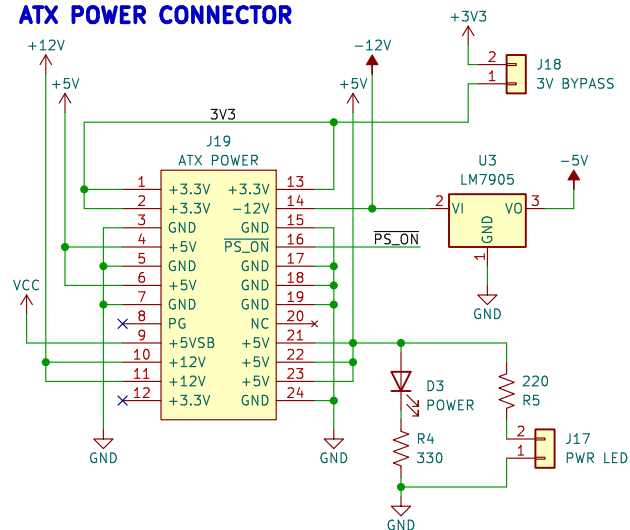 ATX POWER CONNECTOR
+12V
+5V
-12V
+5V
+3V3
2
1
J18
3V BYPASS
3V3
J19
ATX POWER
1 +3.3V
2 +3.3V
3 GND
4 +5V
5 GND
6 +5V
7 GND
8 PG
9 +5VSB
10 +12V
11 +12V
12 +3.3V
+3.3V 13
-12V 14
GND 15
PS_ON 16
GND 17
GND 18
GND 19
NC 20
+5V 21
+5V 22
+5V 23
GND 24
PS_ON
VCC
GND
GND
U3
LM7905
2 VI
VO 3
GND
1
-5V
GND
D3
POWER
R4
330
220
R5
2
1
J17
PWR LED
GND